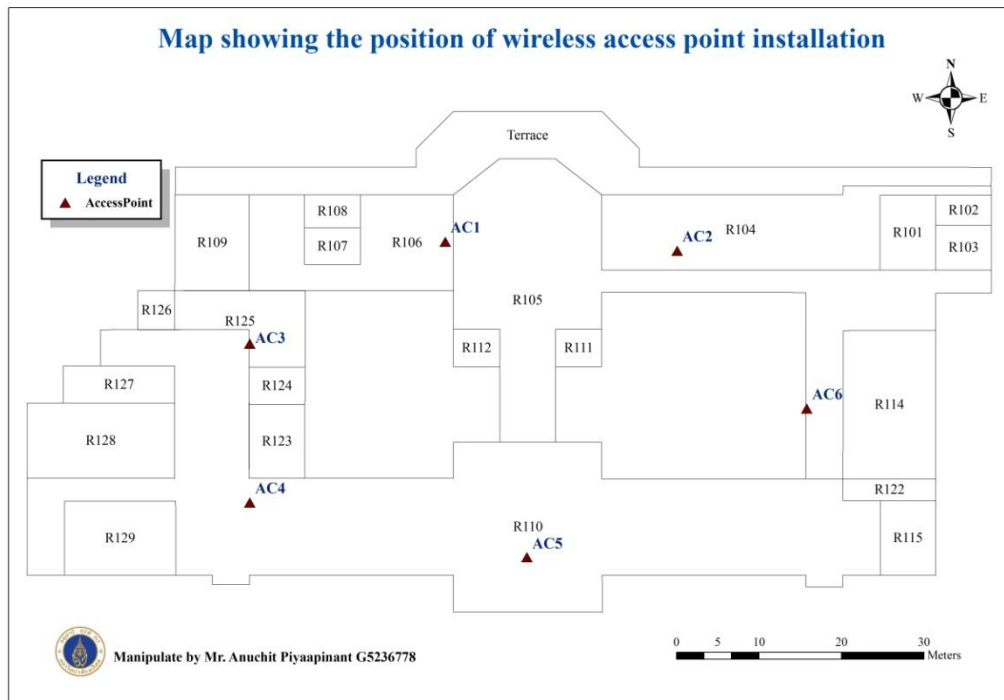 Map showing the position of wireless access point installation
N
W
E
S
Terrace
Legend
AccessPoint
R108
R102
R109
R107
R106
AC1
AC2
R104
R101
R103
R126
R125
R105
AC3
R112
R111
R127
R124
AC6
R114
R128
R123
AC4
R122
R110
R129
AC5
R115
Manipulate by Mr. Anuchit Piyaapinant G5236778
0 5 10 20 30
Meters